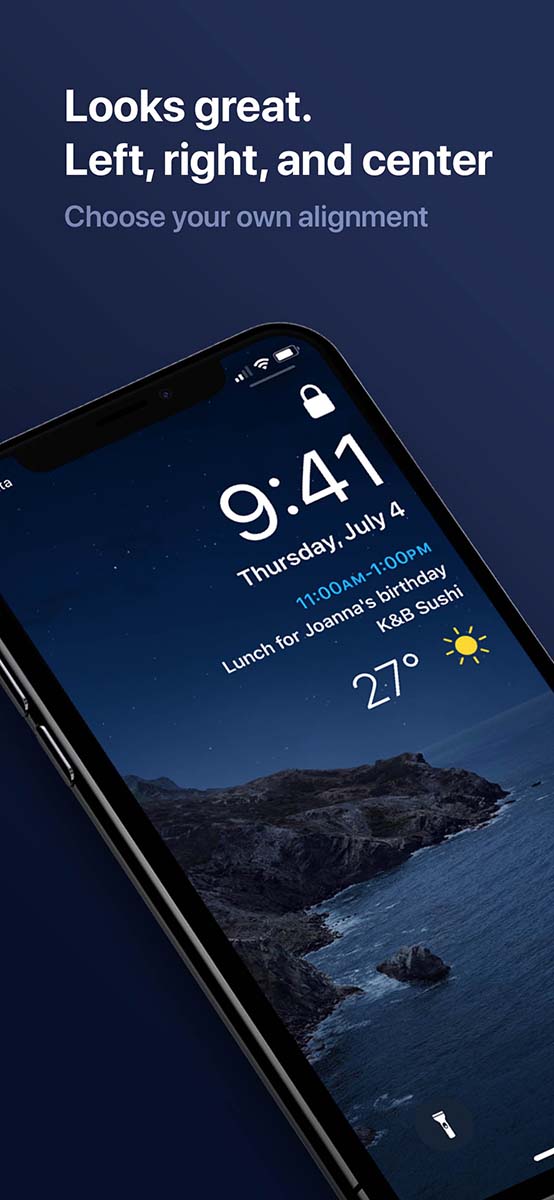 Looks great.
Left, right, and center
Choose your own alignment
9:41
Thursday, July 4
11:00AM-1:00PM
Lunch for Joanna's birthday
K&B Sushi
27°